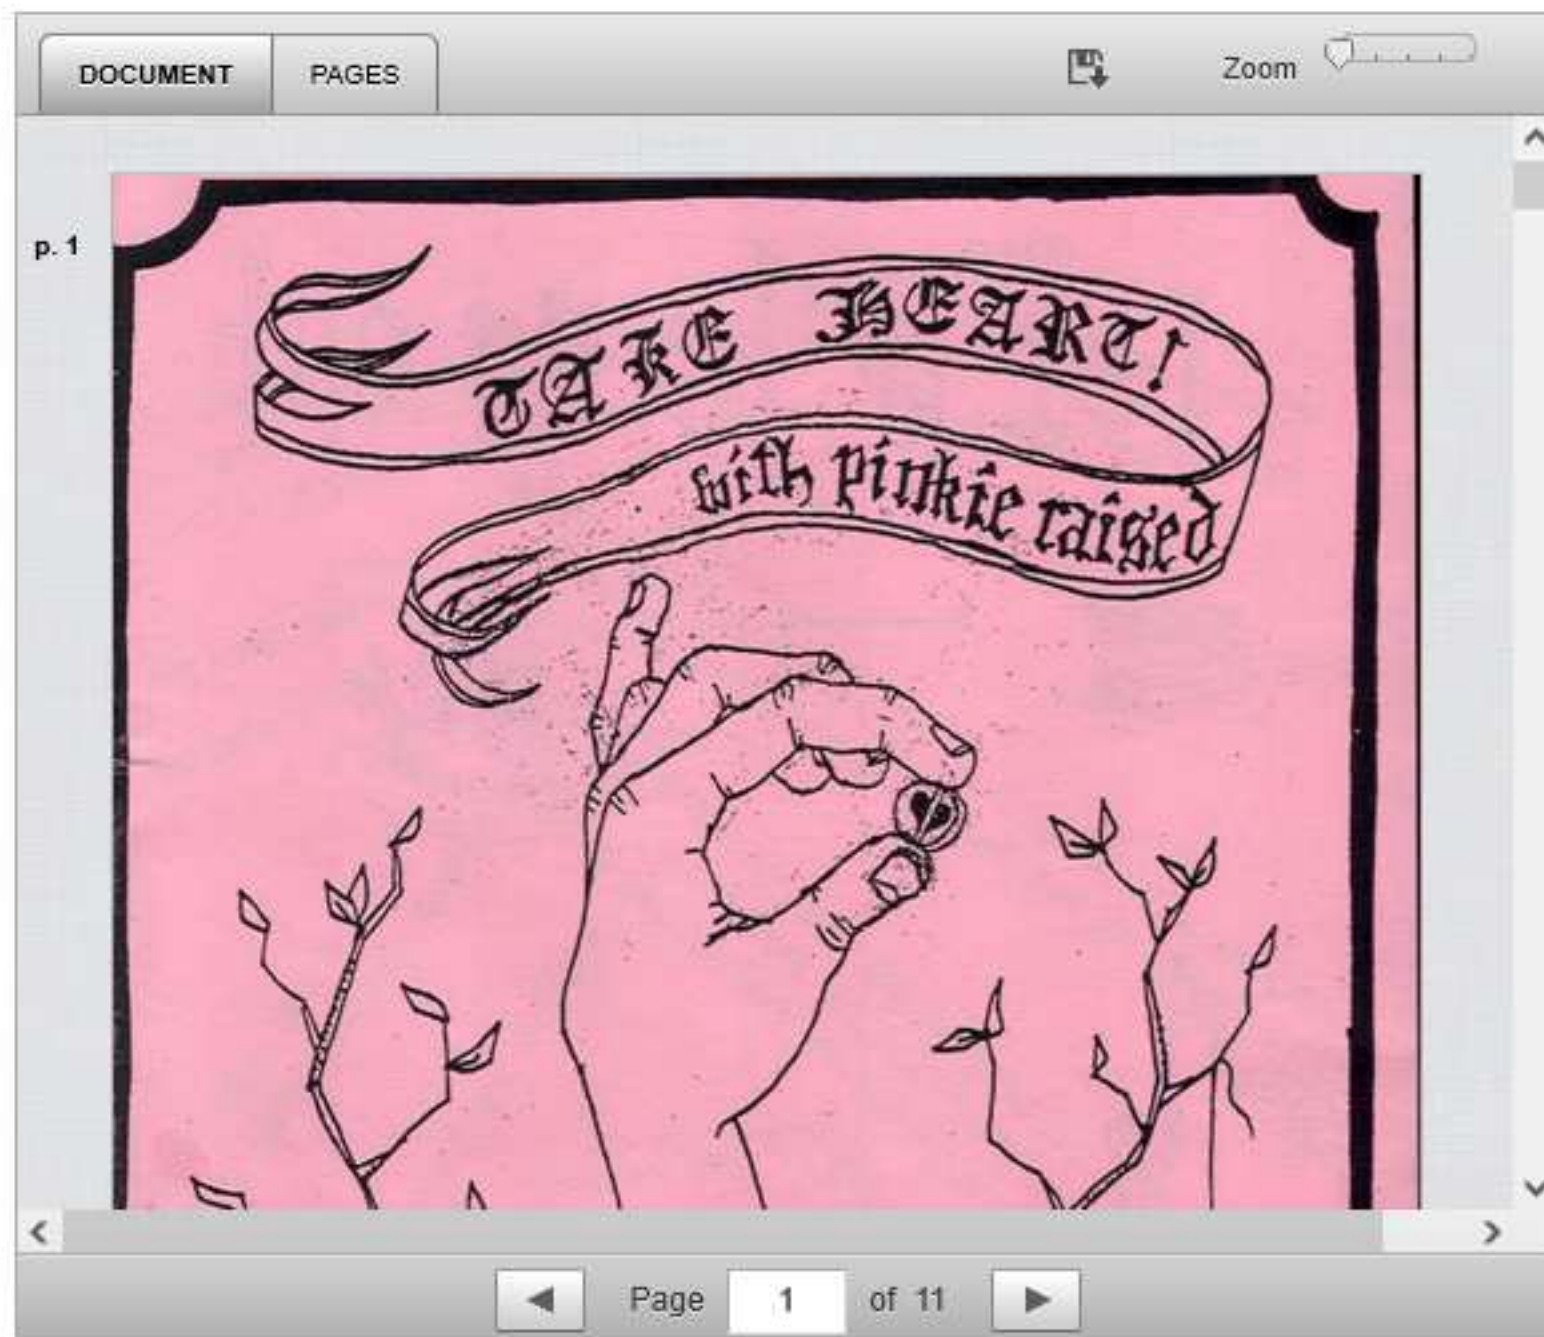 DOCUMENT PAGES Zoom
p. 1
TAKE HEART!
with pinkie raised
Page 1 of 11